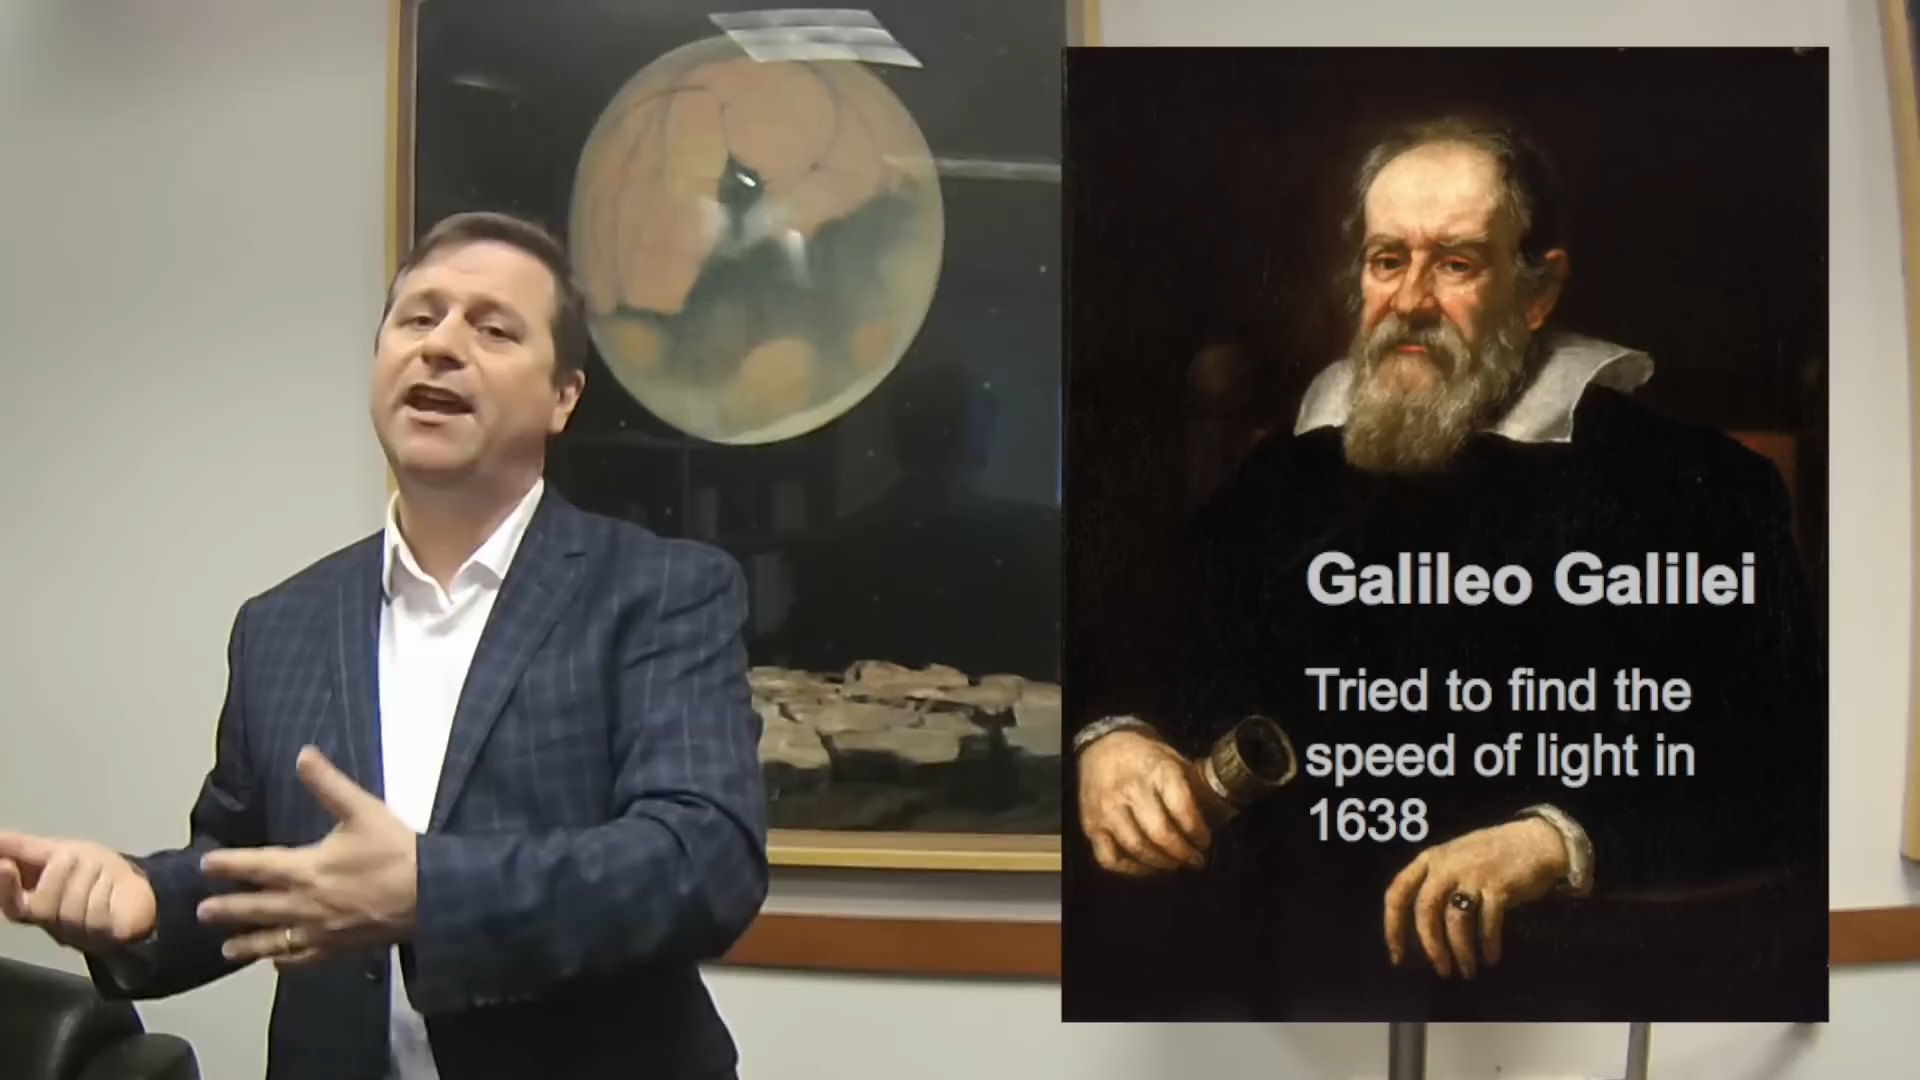 Galileo Galilei
Tried to find the
speed of light in
1638